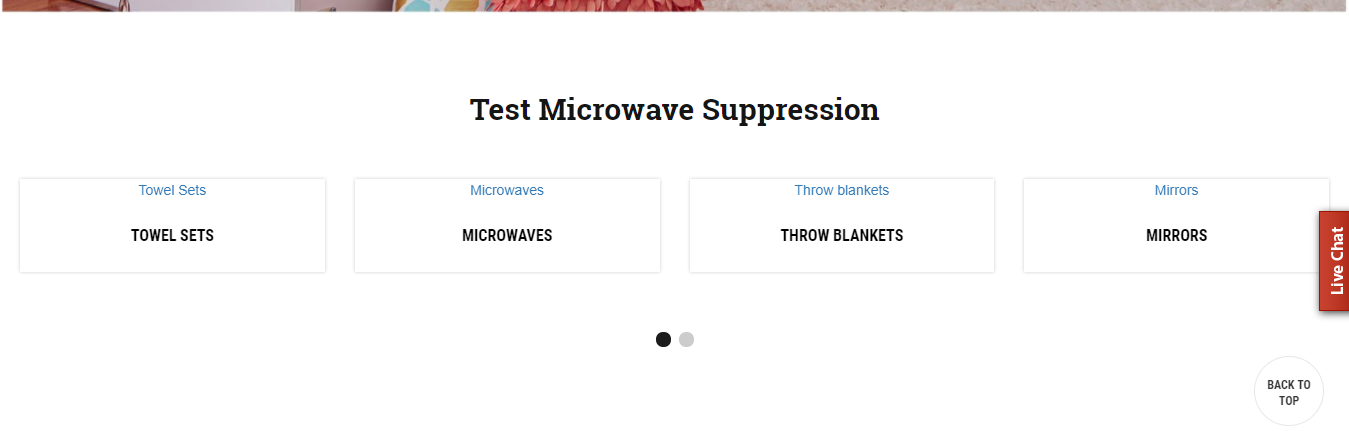 Test Microwave Suppression
Towel Sets
TOWEL SETS
Microwaves
MICROWAVES
Throw blankets
THROW BLANKETS
Mirrors
MIRRORS
Live Chat
BACK TO
TOP